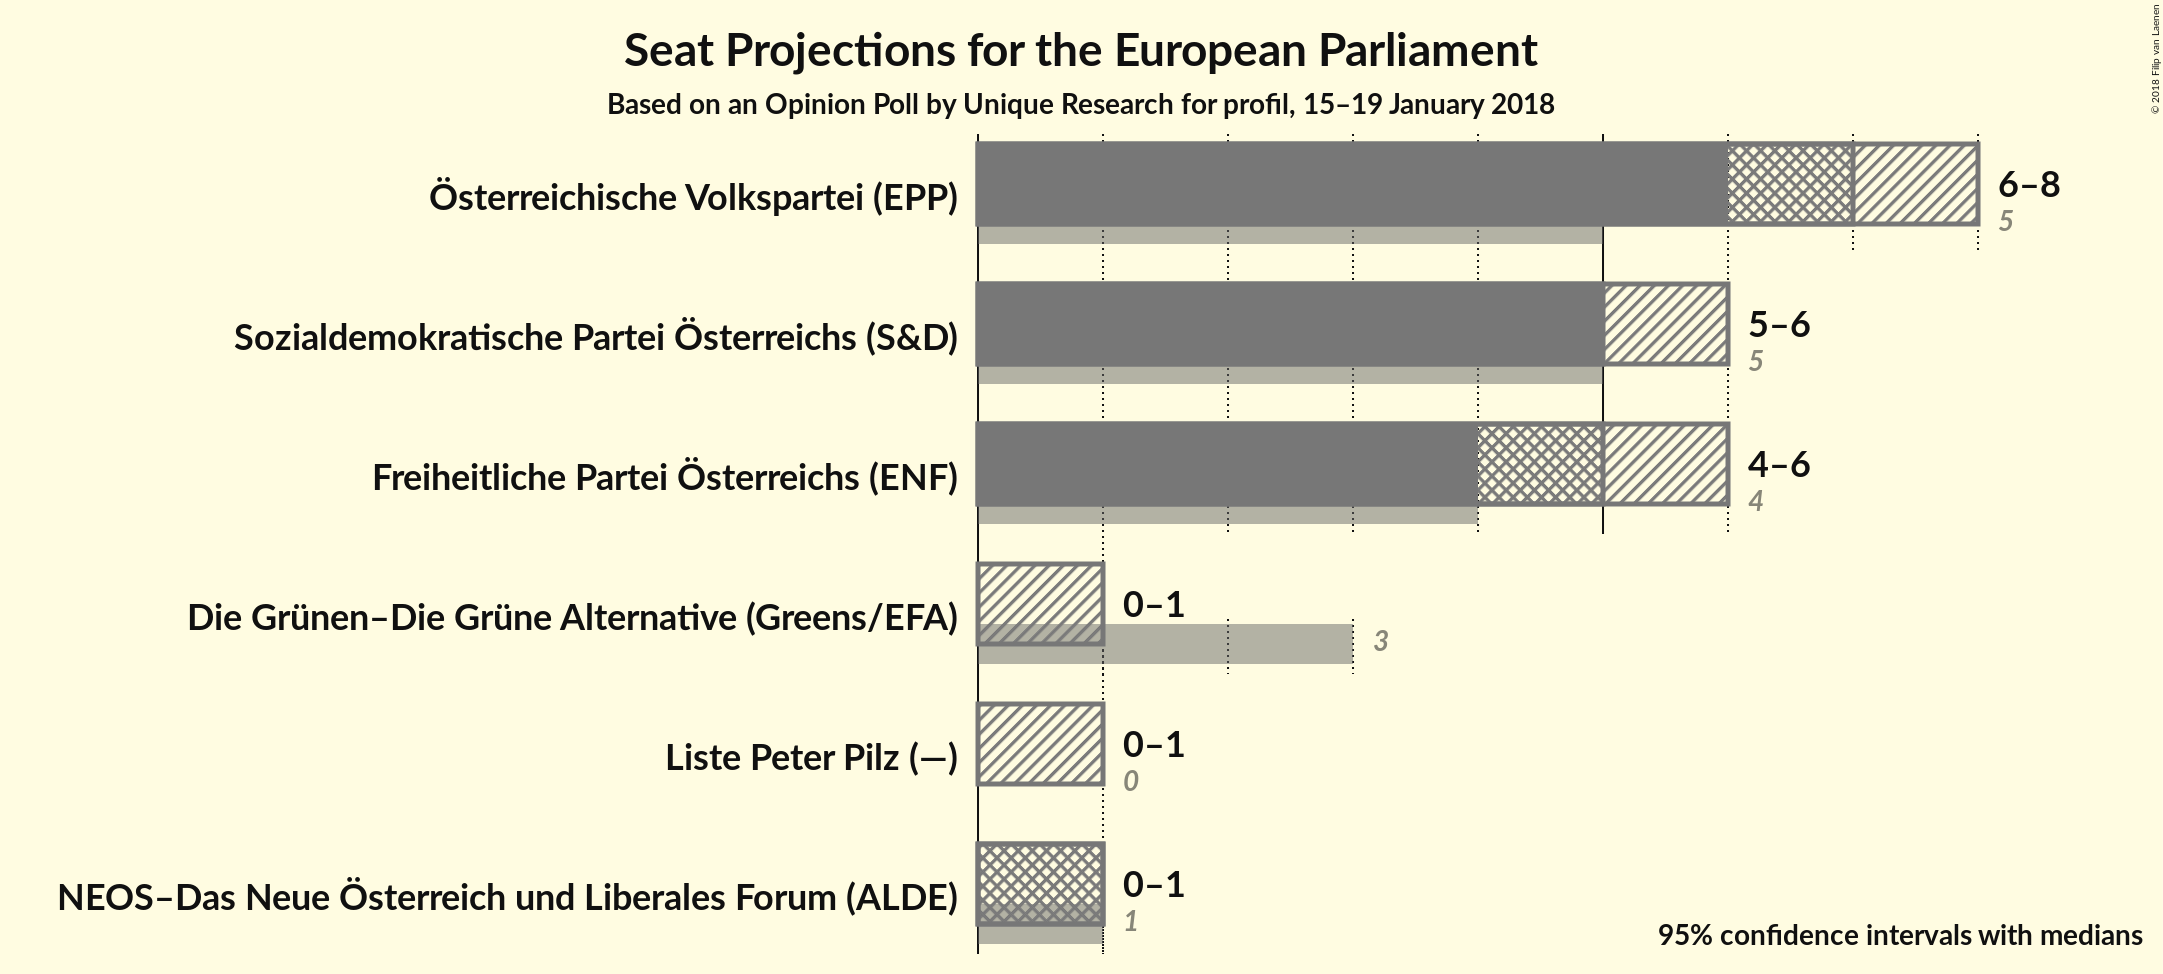 Seat Projections for the European Parliament
Based on an Opinion Poll by Unique Research for profil, 15–19 January 2018
© 2018 Filip van Laenen
Österreichische Volkspartei (EPP)
6–8
5
Sozialdemokratische Partei Österreichs (S&D)
5–6
5
Freiheitliche Partei Österreichs (ENF)
4–6
4
Die Grünen–Die Grüne Alternative (Greens/EFA)
0–1
3
Liste Peter Pilz (—)
0–1
0
NEOS–Das Neue Österreich und Liberales Forum (ALDE)
0–1
1
95% confidence intervals with medians